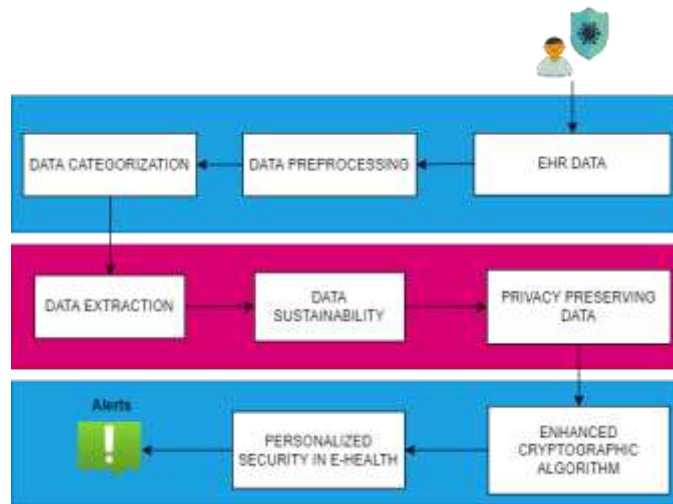 DATA CATEGORIZATION
DATA PREPROCESSING
EHR DATA
DATA EXTRACTION
DATA
SUSTAINABILITY
PRIVACY PRESERVING
DATA
Alerts
PERSONALIZED
SECURITY IN E-HEALTH
ENHANCED
CRYPTOGRAPHIC
ALGORITHM